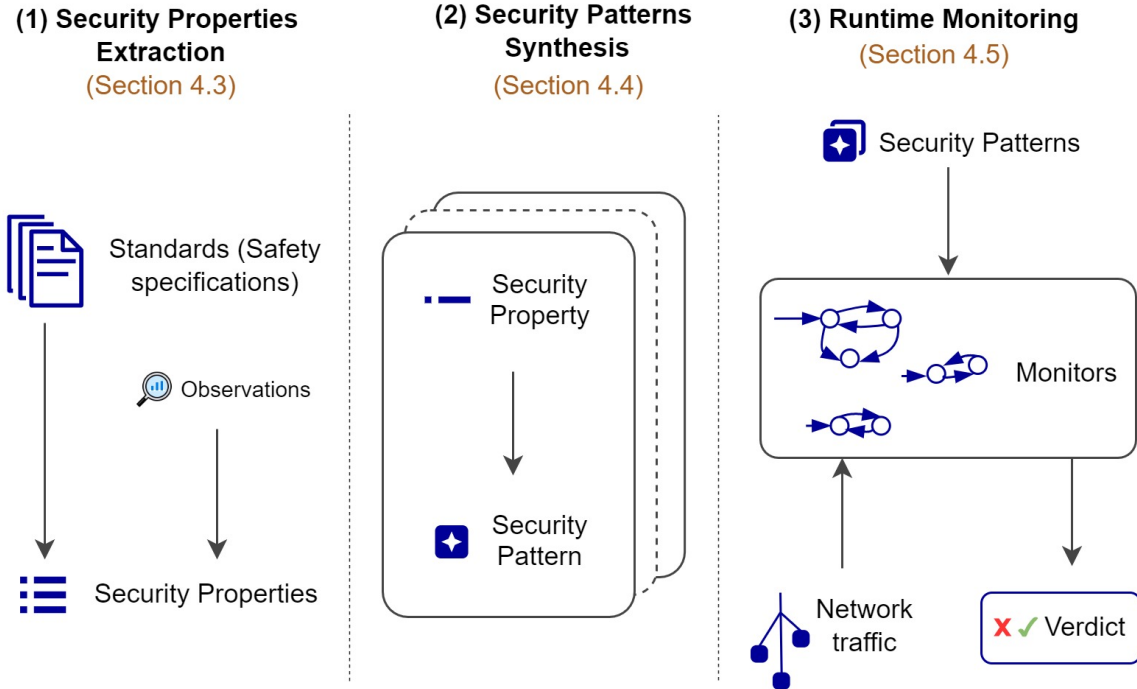 (1) Security Properties
Extraction
(Section 4.3)
Standards (Safety
specifications)
Observations
Security Properties
(2) Security Patterns
Synthesis
(Section 4.4)
Security
Property
Security
Pattern
(3) Runtime Monitoring
(Section 4.5)
Security Patterns
Monitors
Network
traffic
x ✓ Verdict